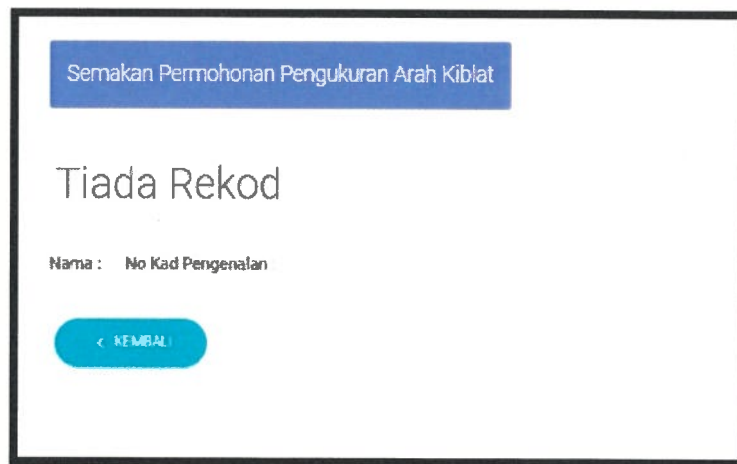 Semakan Permohonan Pengukuran Arah Kiblat
Tiada Rekod
Nama : No Kad Pengenalan
< KEMBALI